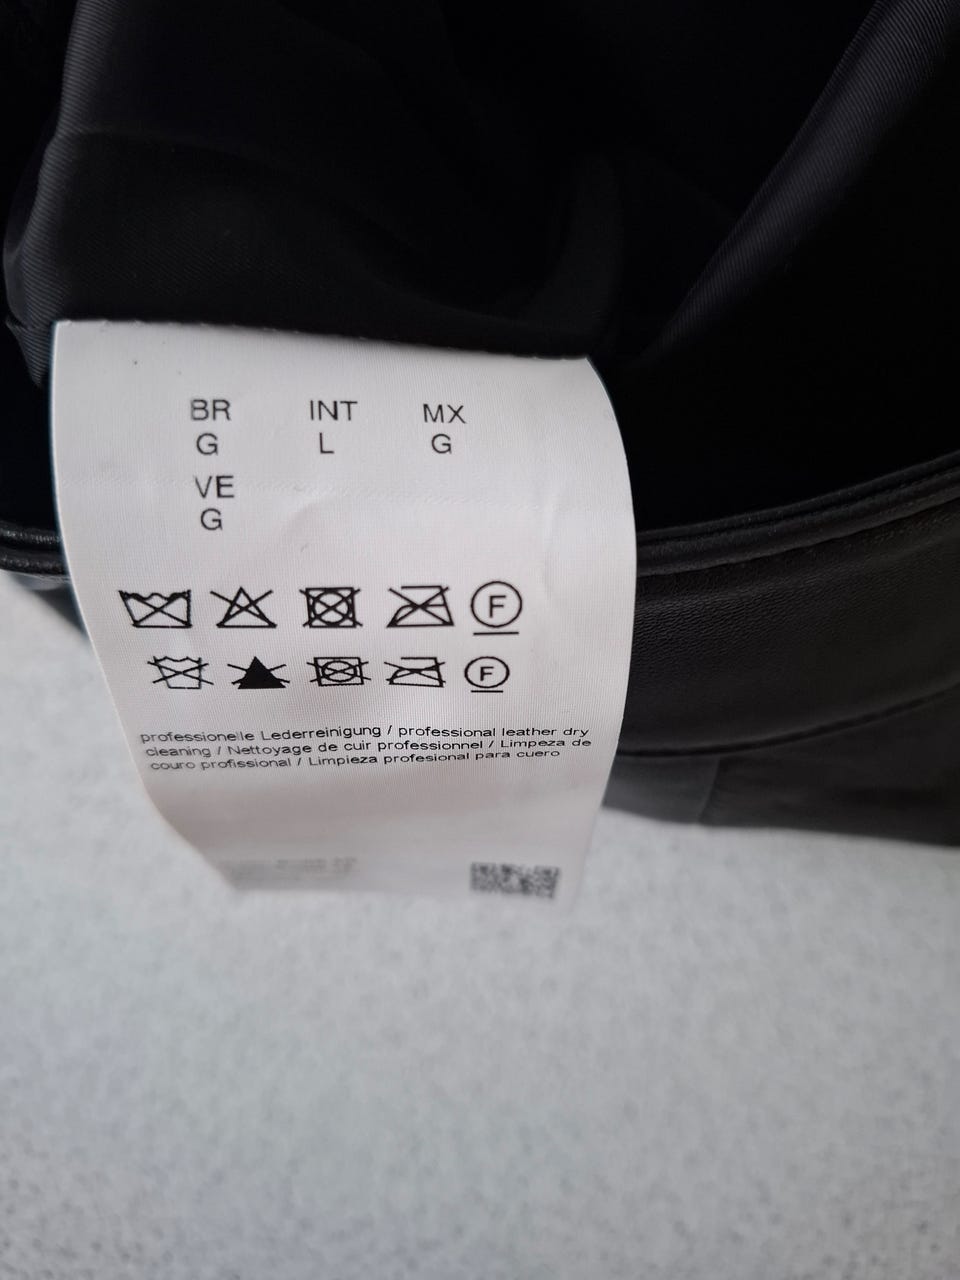 BR INT MX
G L G
VE
G
F
F
professionelle Lederreinigung / professional leather dry
cleaning / Nettoyage de cuir professionnel / Limpeza de
couro profissional / Limpieza profesional para cuero